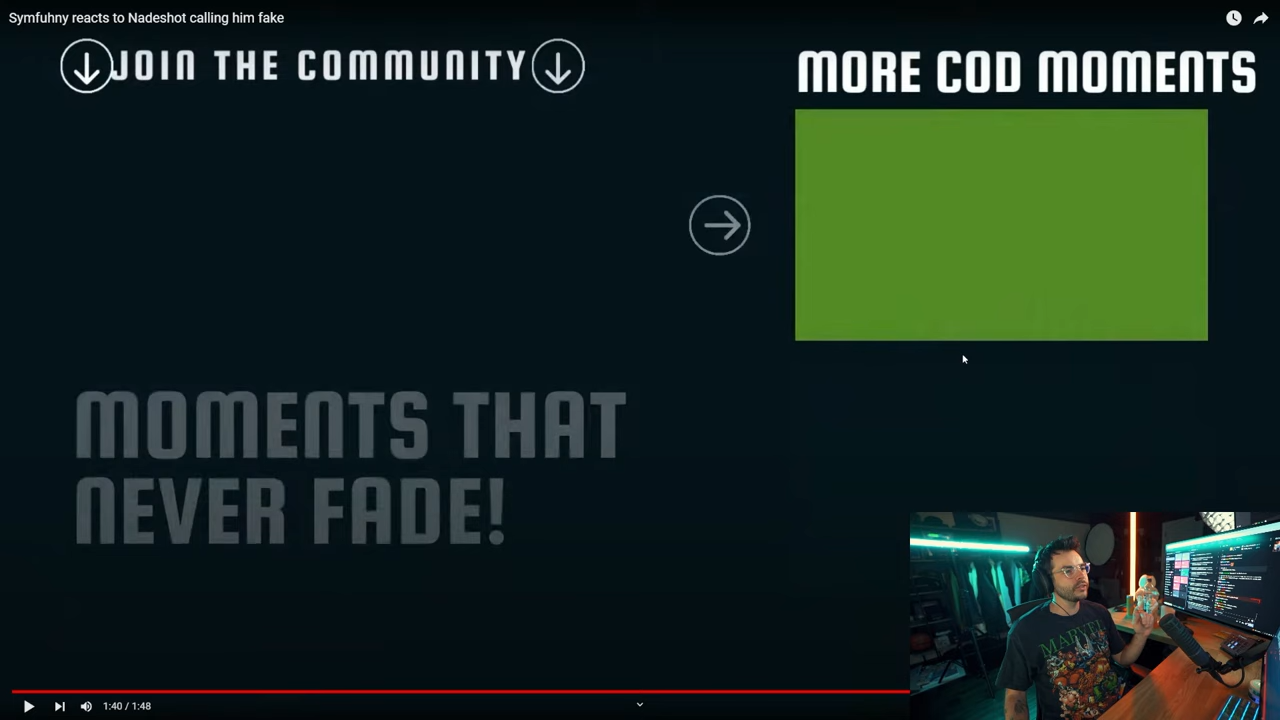 Symfuhny reacts to Nadeshot calling him fake
JOIN THE COMMUNITY
MORE COD MOMENTS
MOMENTS THAT
NEVER FADE!
MARVEL
1:40 / 1:48